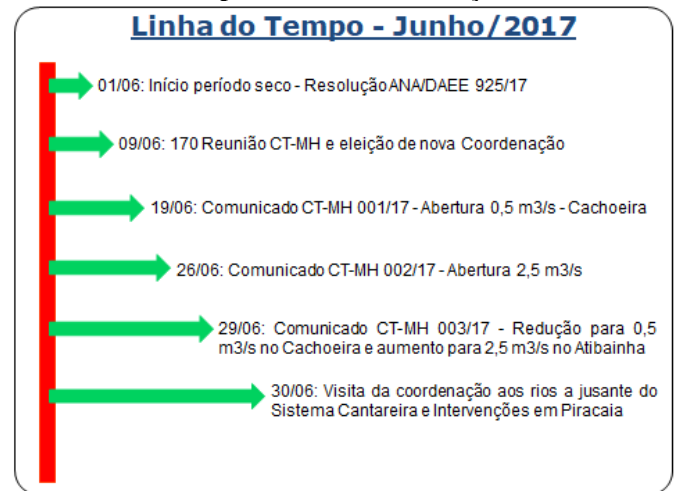 Linha do Tempo - Junho/2017
01/06: Início período seco - Resolução ANA/DAEE 925/17
09/06: 170 Reunião CT-MH e eleição de nova Coordenação
19/06: Comunicado CT-MH 001/17 - Abertura 0,5 m3/s - Cachoeira
26/06: Comunicado CT-MH 002/17 - Abertura 2,5 m3/s
29/06: Comunicado CT-MH 003/17 - Redução para 0,5
m3/s no Cachoeira e aumento para 2,5 m3/s no Atibainha
30/06: Visita da coordenação aos rios a jusante do
Sistema Cantareira e Intervenções em Piracaia